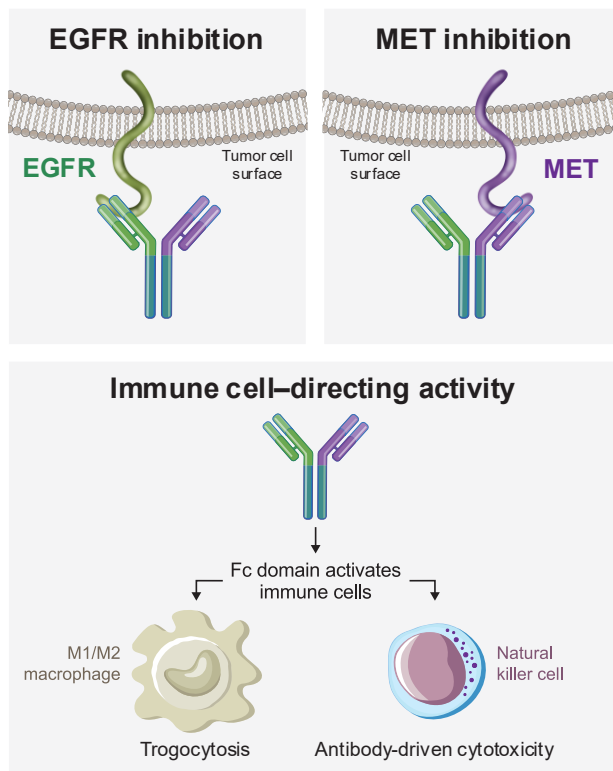 EGFR inhibition
EGFR
Tumor cell
surface
MET inhibition
Tumor cell
surface
MET
Immune cell–directing activity
Fc domain activates
immune cells
M1/M2
macrophage
Trogocytosis
Natural
killer cell
Antibody-driven cytotoxicity